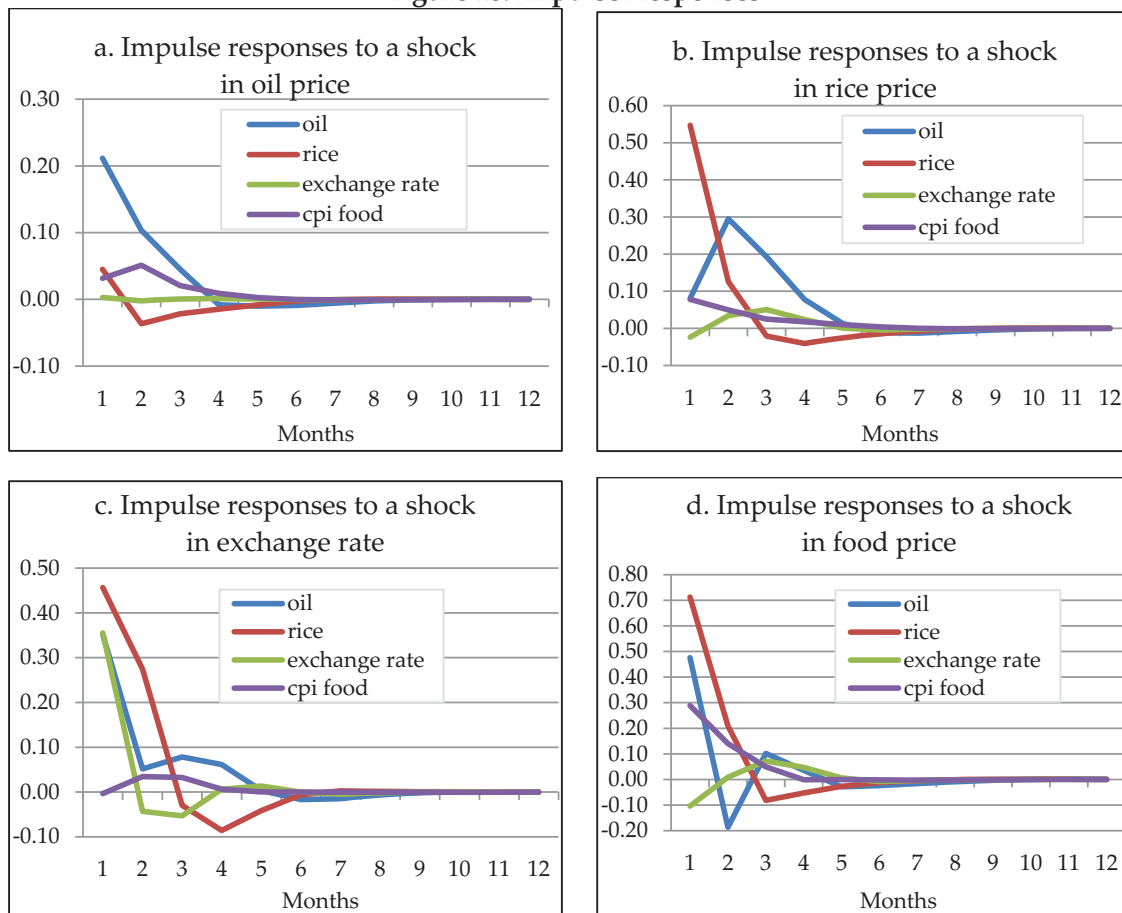 a. Impulse responses to a shock
in oil price
0.30
0.20
0.10
0.00
-0.10
oil
rice
exchange rate
cpi food
1 2 3 4 5 6 7 8 9 10 11 12
Months
b. Impulse responses to a shock
in rice price
0.60
0.50
0.40
0.30
0.20
0.10
0.00
-0.10
oil
rice
exchange rate
cpi food
1 2 3 4 5 6 7 8 9 10 11 12
Months
c. Impulse responses to a shock
in exchange rate
0.50
0.40
0.30
0.20
0.10
0.00
-0.10
oil
rice
exchange rate
cpi food
1 2 3 4 5 6 7 8 9 10 11 12
Months
d. Impulse responses to a shock
in food price
0.80
0.70
0.60
0.50
0.40
0.30
0.20
0.10
0.00
-0.10
-0.20
oil
rice
exchange rate
cpi food
1 2 3 4 5 6 7 8 9 10 11 12
Months